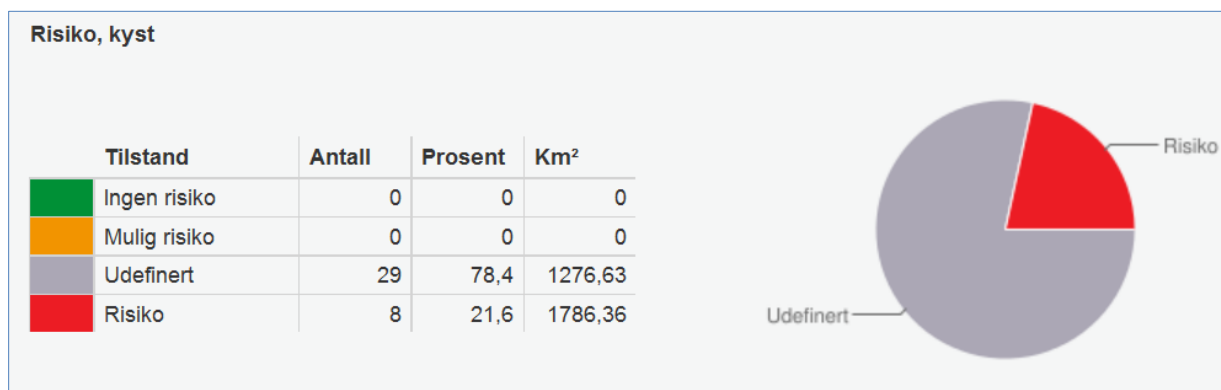 Risiko, kyst
Tilstand Antall Prosent Km²
Ingen risiko 0 0 0
Mulig risiko 0 0 0
Udefinert 29 78,4 1276,63
Risiko 8 21,6 1786,36
Risiko
Udefinert